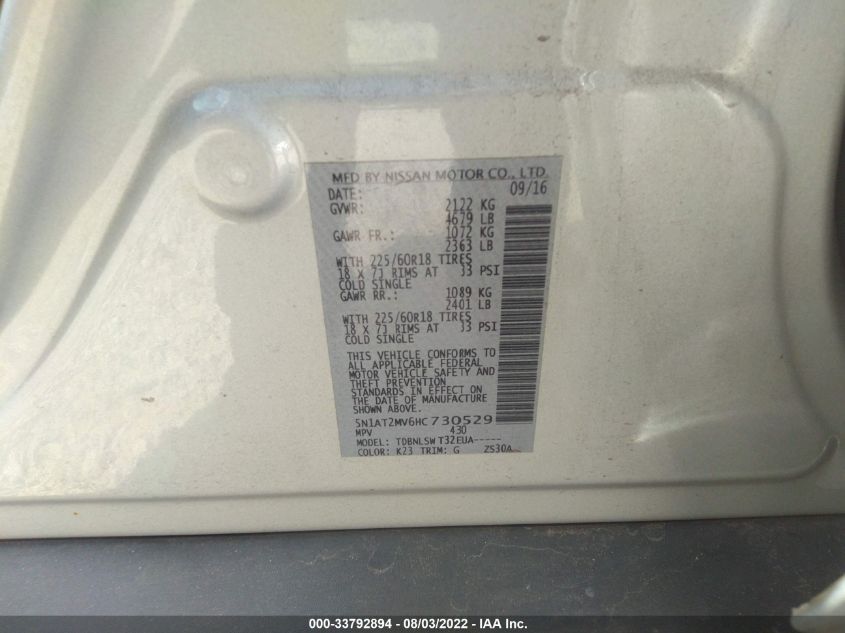 MFD BY NISSAN MOTOR CO., LTD.
DATE: 09/16
GVWR: 2122 KG
4679 LB
GAWR FR.: 1072 KG
2363 LB
WITH 225/60R18 TIRES
18 X 7J RIMS AT 33 PSI
COLD SINGLE
GAWR RR.: 1089 KG
2401 LB
WITH 225/60R18 TIRES
18 X 7J RIMS AT 33 PSI
COLD SINGLE
THIS VEHICLE CONFORMS TO
ALL APPLICABLE FEDERAL
MOTOR VEHICLE SAFETY AND
THEFT PREVENTION
STANDARDS IN EFFECT ON
THE DATE OF MANUFACTURE
SHOWN ABOVE.
5N1AT2MV6HC730529
MPV 430
MODEL: TDBNLSW T32EUA-----
COLOR: K23 TRIM: G ZS30A
000-33792894 - 08/03/2022 - IAA Inc.